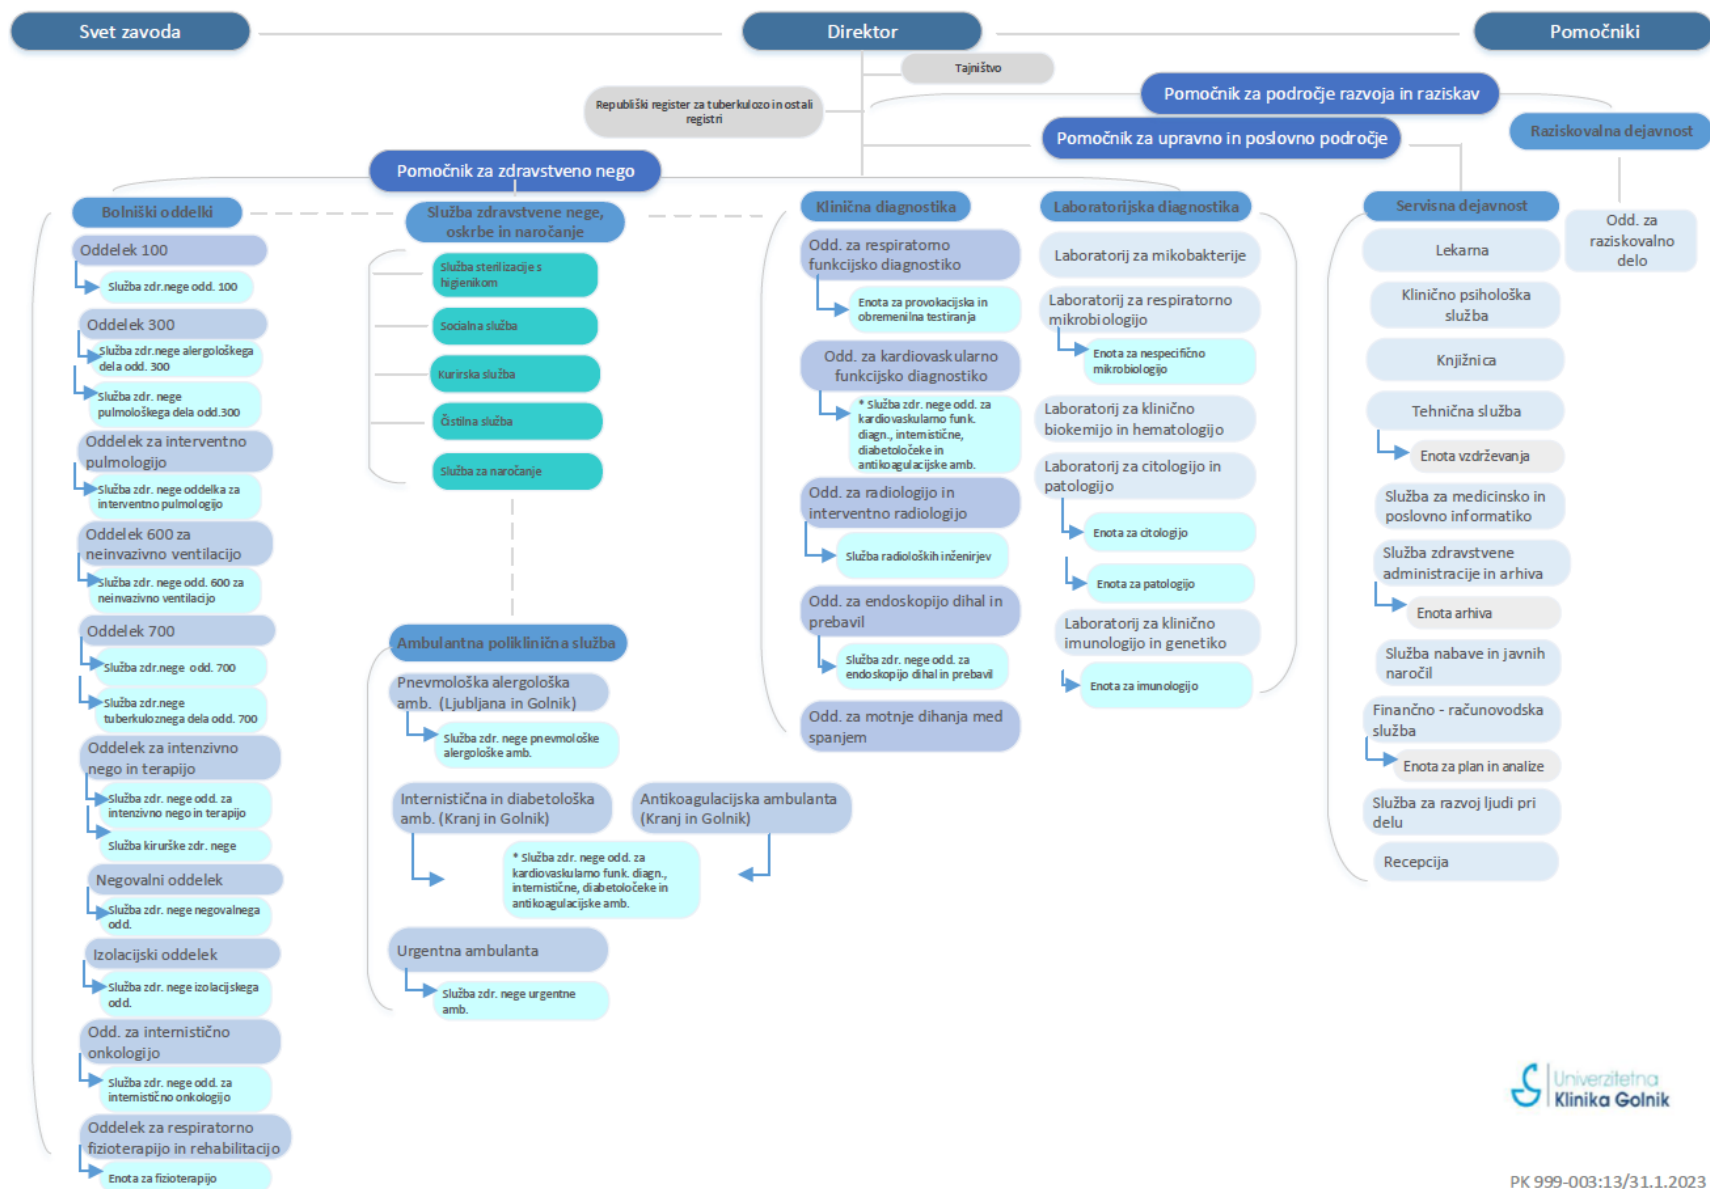 Svet zavoda
Direktor
Pomočniki
Tajništvo
Republiški register za tuberkulozo in ostali
registri
Pomočnik za področje razvoja in raziskav
Pomočnik za upravno in poslovno področje
Raziskovalna dejavnost
Pomočnik za zdravstveno nego
Bolniški oddelki
Oddelek 100
Služba zdr.nege odd. 100
Oddelek 300
Služba zdr.nege alergološkega
dela odd. 300
Služba zdr. nege
pulmološkega dela odd.300
Oddelek za interventno
pulmologijo
Služba zdr. nege oddelka za
interventno pulmologijo
Oddelek 600 za
neinvazivno ventilacijo
Služba zdr. nege odd. 600 za
neinvazivno ventilacijo
Oddelek 700
Služba zdr.nege odd. 700
Služba zdr.nege
tuberkuloznega dela odd. 700
Oddelek za intenzivno
nego in terapijo
Služba zdr. nege odd. za
intenzivno nego in terapijo
Služba kirurške zdr. nege
Negovalni oddelek
Služba zdr. nege negovalnega
odd.
Izolacijski oddelek
Služba zdr. nege izolacijskega
odd.
Odd. za internistično
onkologijo
Služba zdr. nege odd. za
internistično onkologijo
Oddelek za respiratorno
fizioterapijo in rehabilitacijo
Enota za fizioterapijo
Služba zdravstvene nege,
oskrbe in naročanje
Služba sterilizacije s
higienikom
Socialna služba
Kurirska služba
Čistilna služba
Služba za naročanje
Ambulantna poliklinična služba
Pnevmološka alergološka
amb. (Ljubljana in Golnik)
Služba zdr. nege pnevmološke
alergološke amb.
Internistična in diabetološka
amb. (Kranj in Golnik)
Antikoagulacijska ambulanta
(Kranj in Golnik)
* Služba zdr. nege odd. za
kardiovaskularno funk. diagn.,
internistične, diabetoločeke in
antikoagulacijske amb.
Urgentna ambulanta
Služba zdr. nege urgentne
amb.
Klinična diagnostika
Odd. za respiratorno
funkcijsko diagnostiko
Enota za provokacijska in
obremenilna testiranja
Odd. za kardiovaskularno
funkcijsko diagnostiko
* Služba zdr. nege odd. za
kardiovaskularno funk.
diagn., internistične,
diabetoločeke in
antikoagulacijske amb.
Odd. za radiologijo in
interventno radiologijo
Služba radioloških inženirjev
Odd. za endoskopijo dihal in
prebavil
Služba zdr. nege odd. za
endoskopijo dihal in prebavil
Odd. za motnje dihanja med
spanjem
Laboratorijska diagnostika
Laboratorij za mikobakterije
Laboratorij za respiratorno
mikrobiologijo
Enota za nespecifično
mikrobiologijo
Laboratorij za klinično
biokemijo in hematologijo
Laboratorij za citologijo in
patologijo
Enota za citologijo
Enota za patologijo
Laboratorij za klinično
imunologijo in genetiko
Enota za imunologijo
Servisna dejavnost
Lekarna
Klinično psihološka
služba
Knjižnica
Tehnična služba
Enota vzdrževanja
Služba za medicinsko in
poslovno informatiko
Služba zdravstvene
administracije in arhiva
Enota arhiva
Služba nabave in javnih
naročil
Finančno - računovodska
služba
Enota za plan in analize
Služba za razvoj ljudi pri
delu
Recepcija
Odd. za
raziskovalno
delo
Univerzitetna
Klinika Golnik
PK 999-003:13/31.1.2023